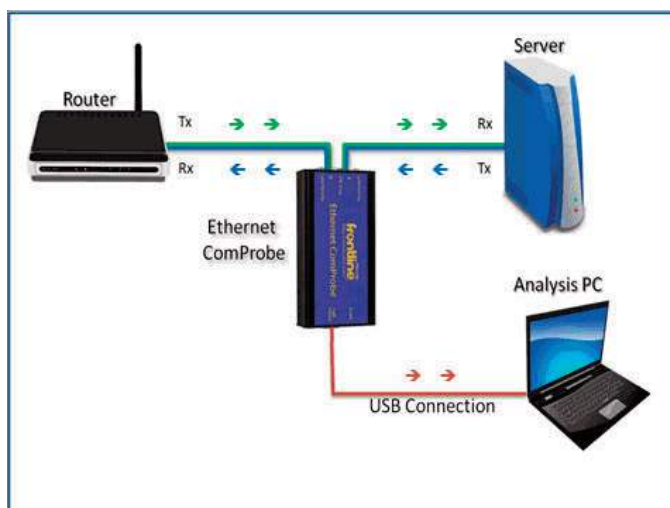 Server
Router
Tx
Rx
Rx
Tx
Ethernet
ComProbe
frontline
Ethernet ComProbe
Analysis PC
USB Connection